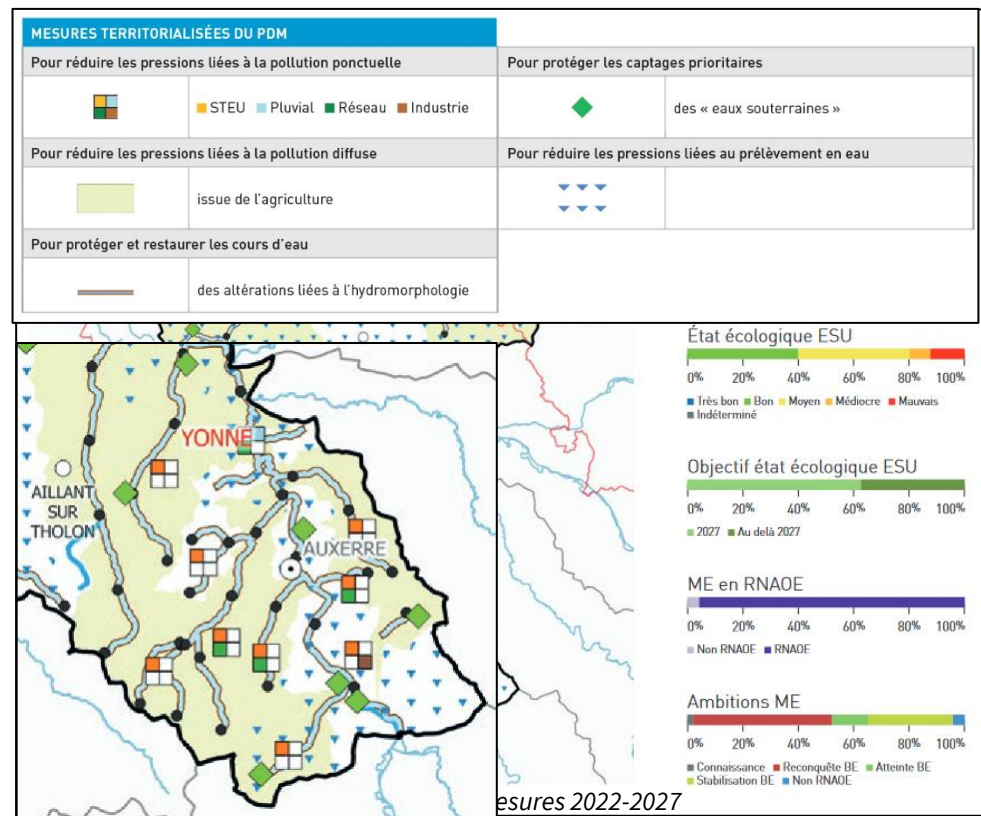 MESURES TERRITORIALISÉES DU PDM
Pour réduire les pressions liées à la pollution ponctuelle
Pour protéger les captages prioritaires
STEU Pluvial Réseau Industrie
des « eaux souterraines »
Pour réduire les pressions liées à la pollution diffuse
Pour réduire les pressions liées au prélèvement en eau
issue de l'agriculture
Pour protéger et restaurer les cours d'eau
des altérations liées à l'hydromorphologie
YONNE
AILLANT
SUR
THOLON
AUXERRE
État écologique ESU
0% 20% 40% 60% 80% 100%
Très bon Bon Moyen Médiocre Mauvais
Indéterminé
Objectif état écologique ESU
0% 20% 40% 60% 80% 100%
2027 Au delà 2027
ME en RNAOE
0% 20% 40% 60% 80% 100%
Non RNAOE RNAOE
Ambitions ME
0% 20% 40% 60% 80% 100%
Connaissance Reconquête BE Atteinte BE
Stabilisation BE Non RNAOE
esures 2022-2027